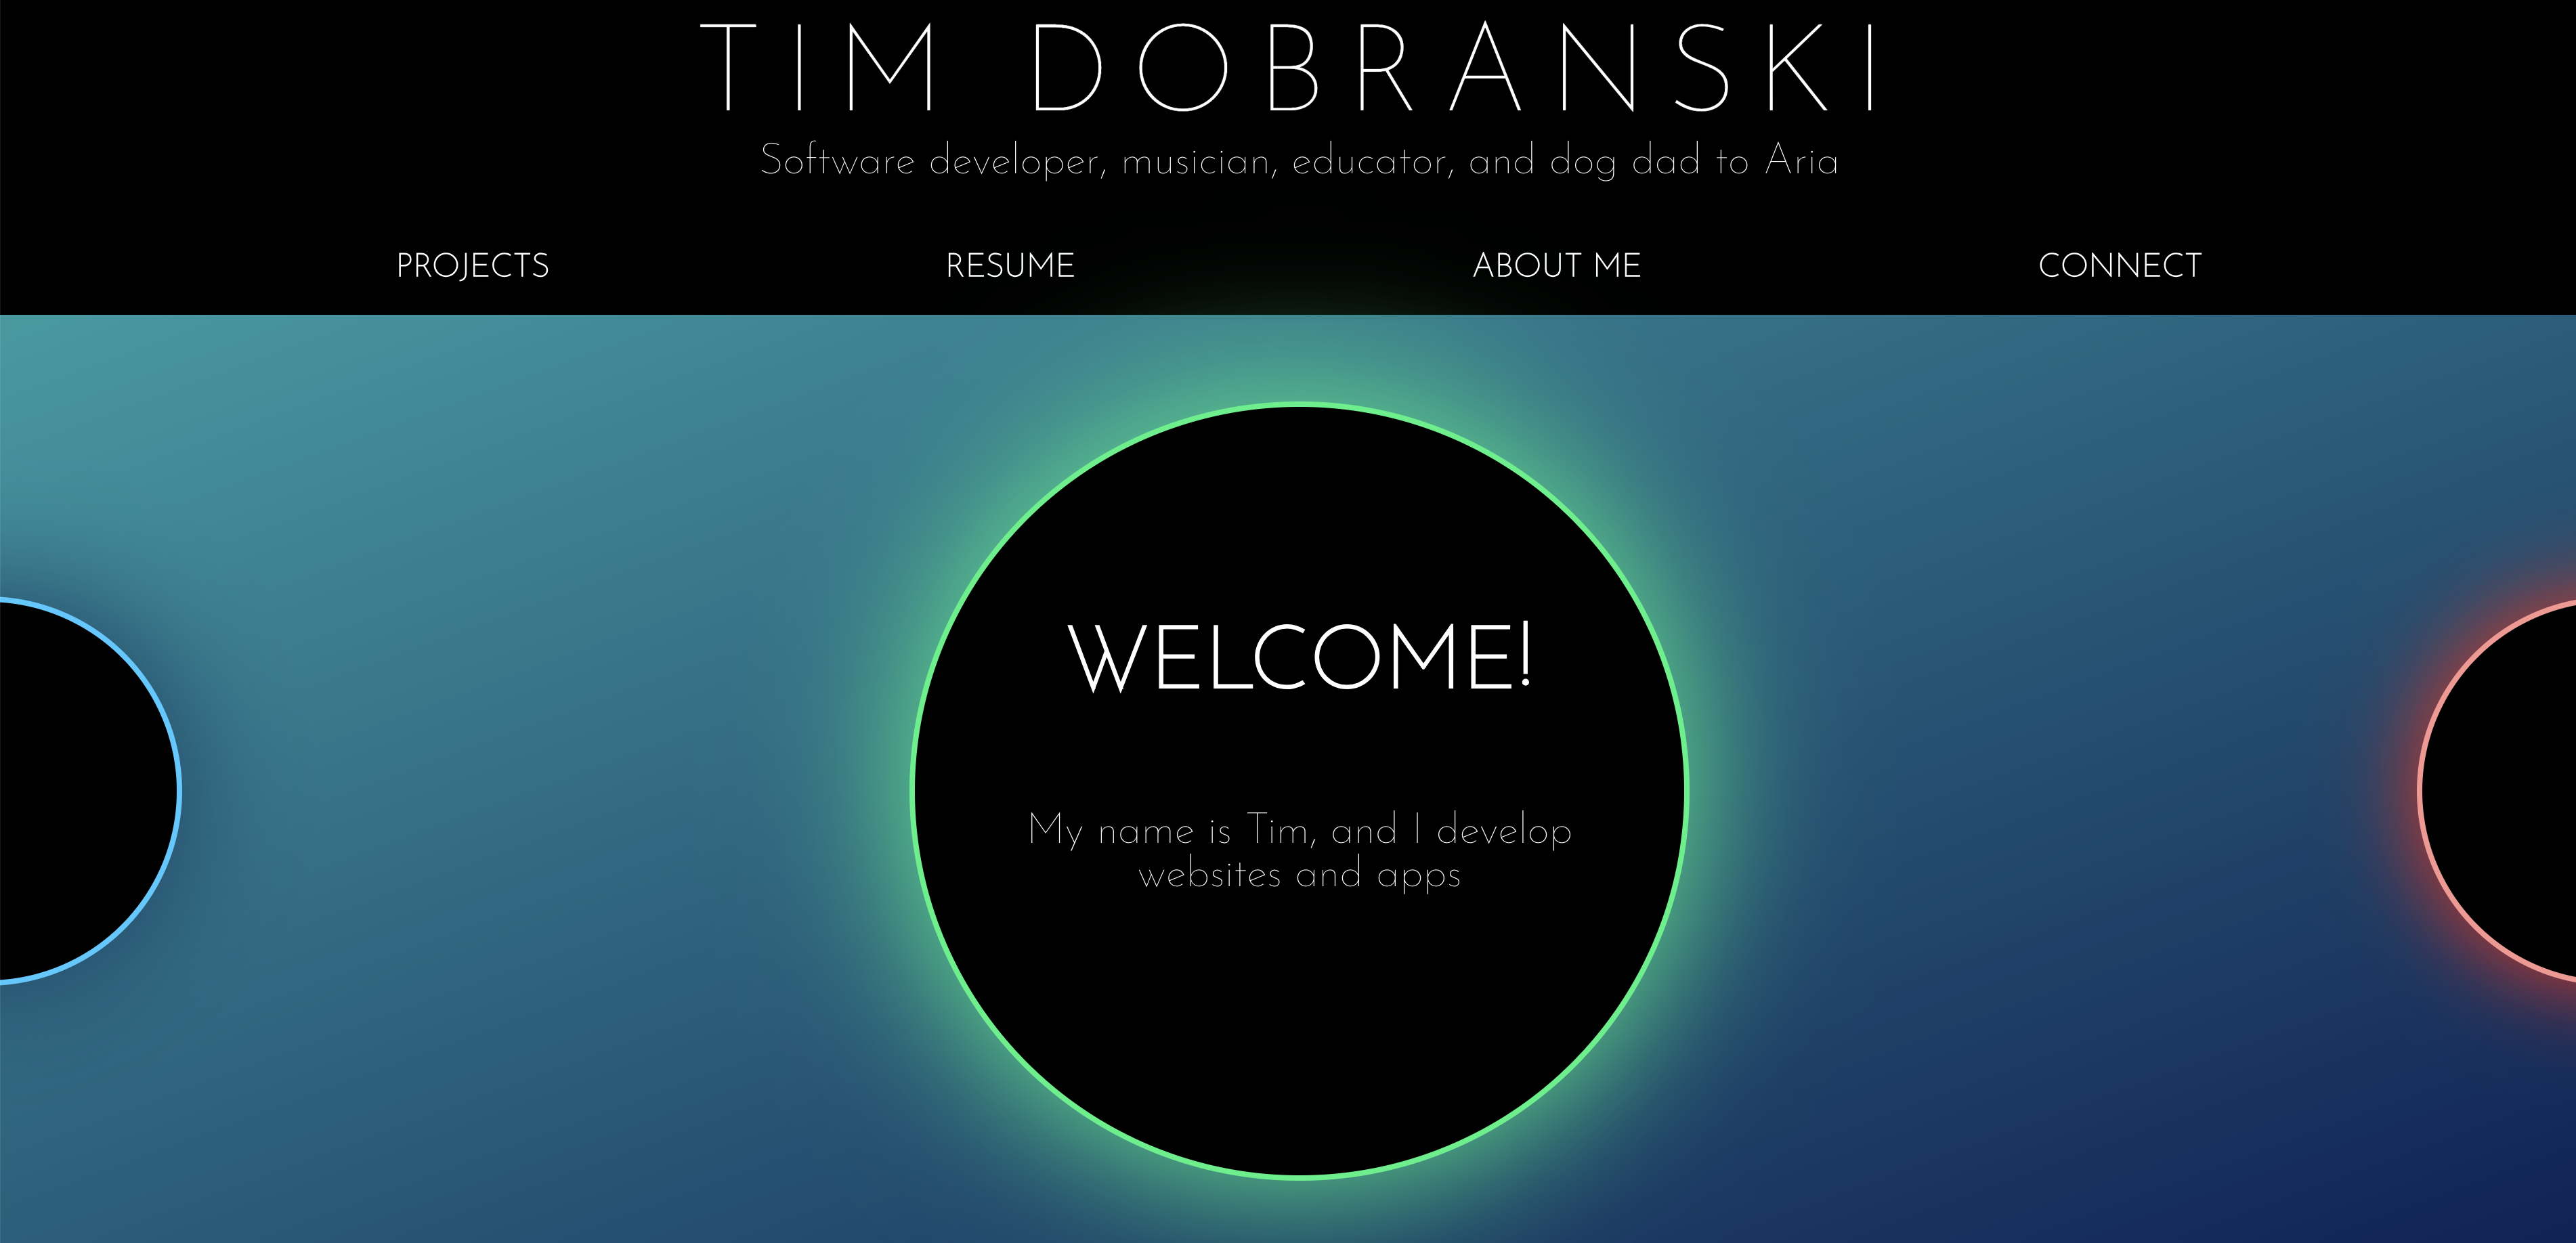 TIM DOBRANSKI
Software developer, musician, educator, and dog dad to Aria
PROJECTS RESUME ABOUT ME CONNECT
WELCOME!
My name is Tim, and I develop
websites and apps